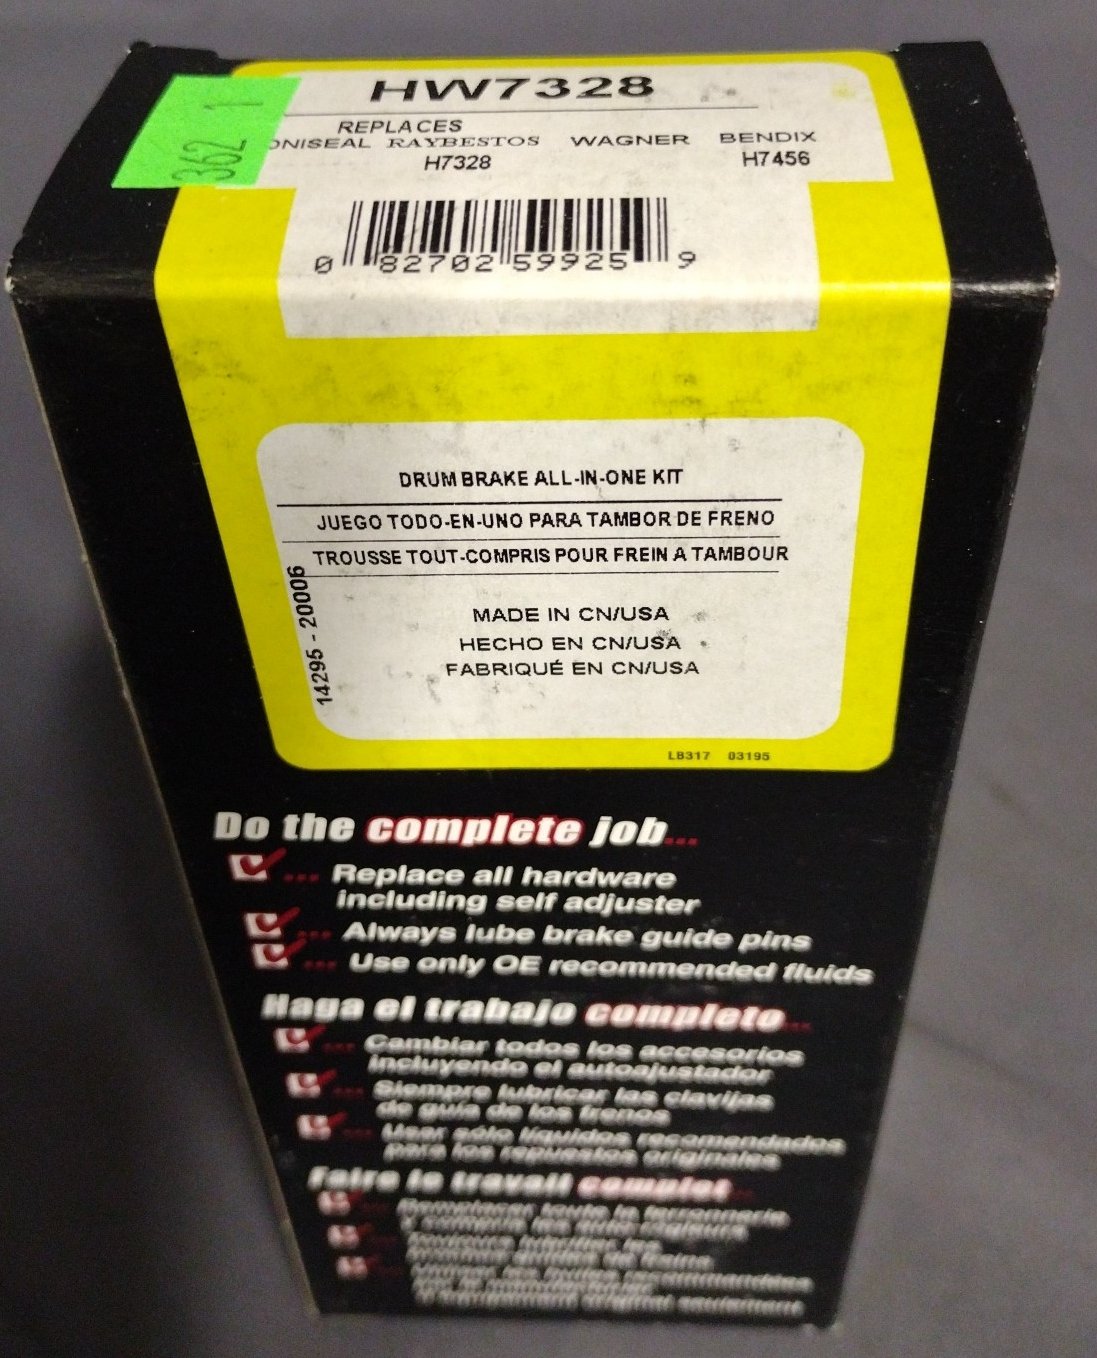 362 1
HW7328
REPLACES
ONISEAL RAYBESTOS WAGNER BENDIX
H7328 H7456
0 82702 59925 9
DRUM BRAKE ALL-IN-ONE KIT
JUEGO TODO-EN-UNO PARA TAMBOR DE FRENO
TROUSSE TOUT-COMPRIS POUR FREIN A TAMBOUR
14295 - 20006
MADE IN CN/USA
HECHO EN CN/USA
FABRIQUÉ EN CN/USA
LB317 03195
Do the complete job...
... Replace all hardware
including self adjuster
... Always lube brake guide pins
... Use only OE recommended fluids
Haga el trabajo completo...
... Cambiar todos los accesorios
incluyendo el autoajustador
... Siempre lubricar las clavijas
de guía de los frenos
... Usar sólo líquidos recomendados
para los repuestos originales
Faire le travail complet...